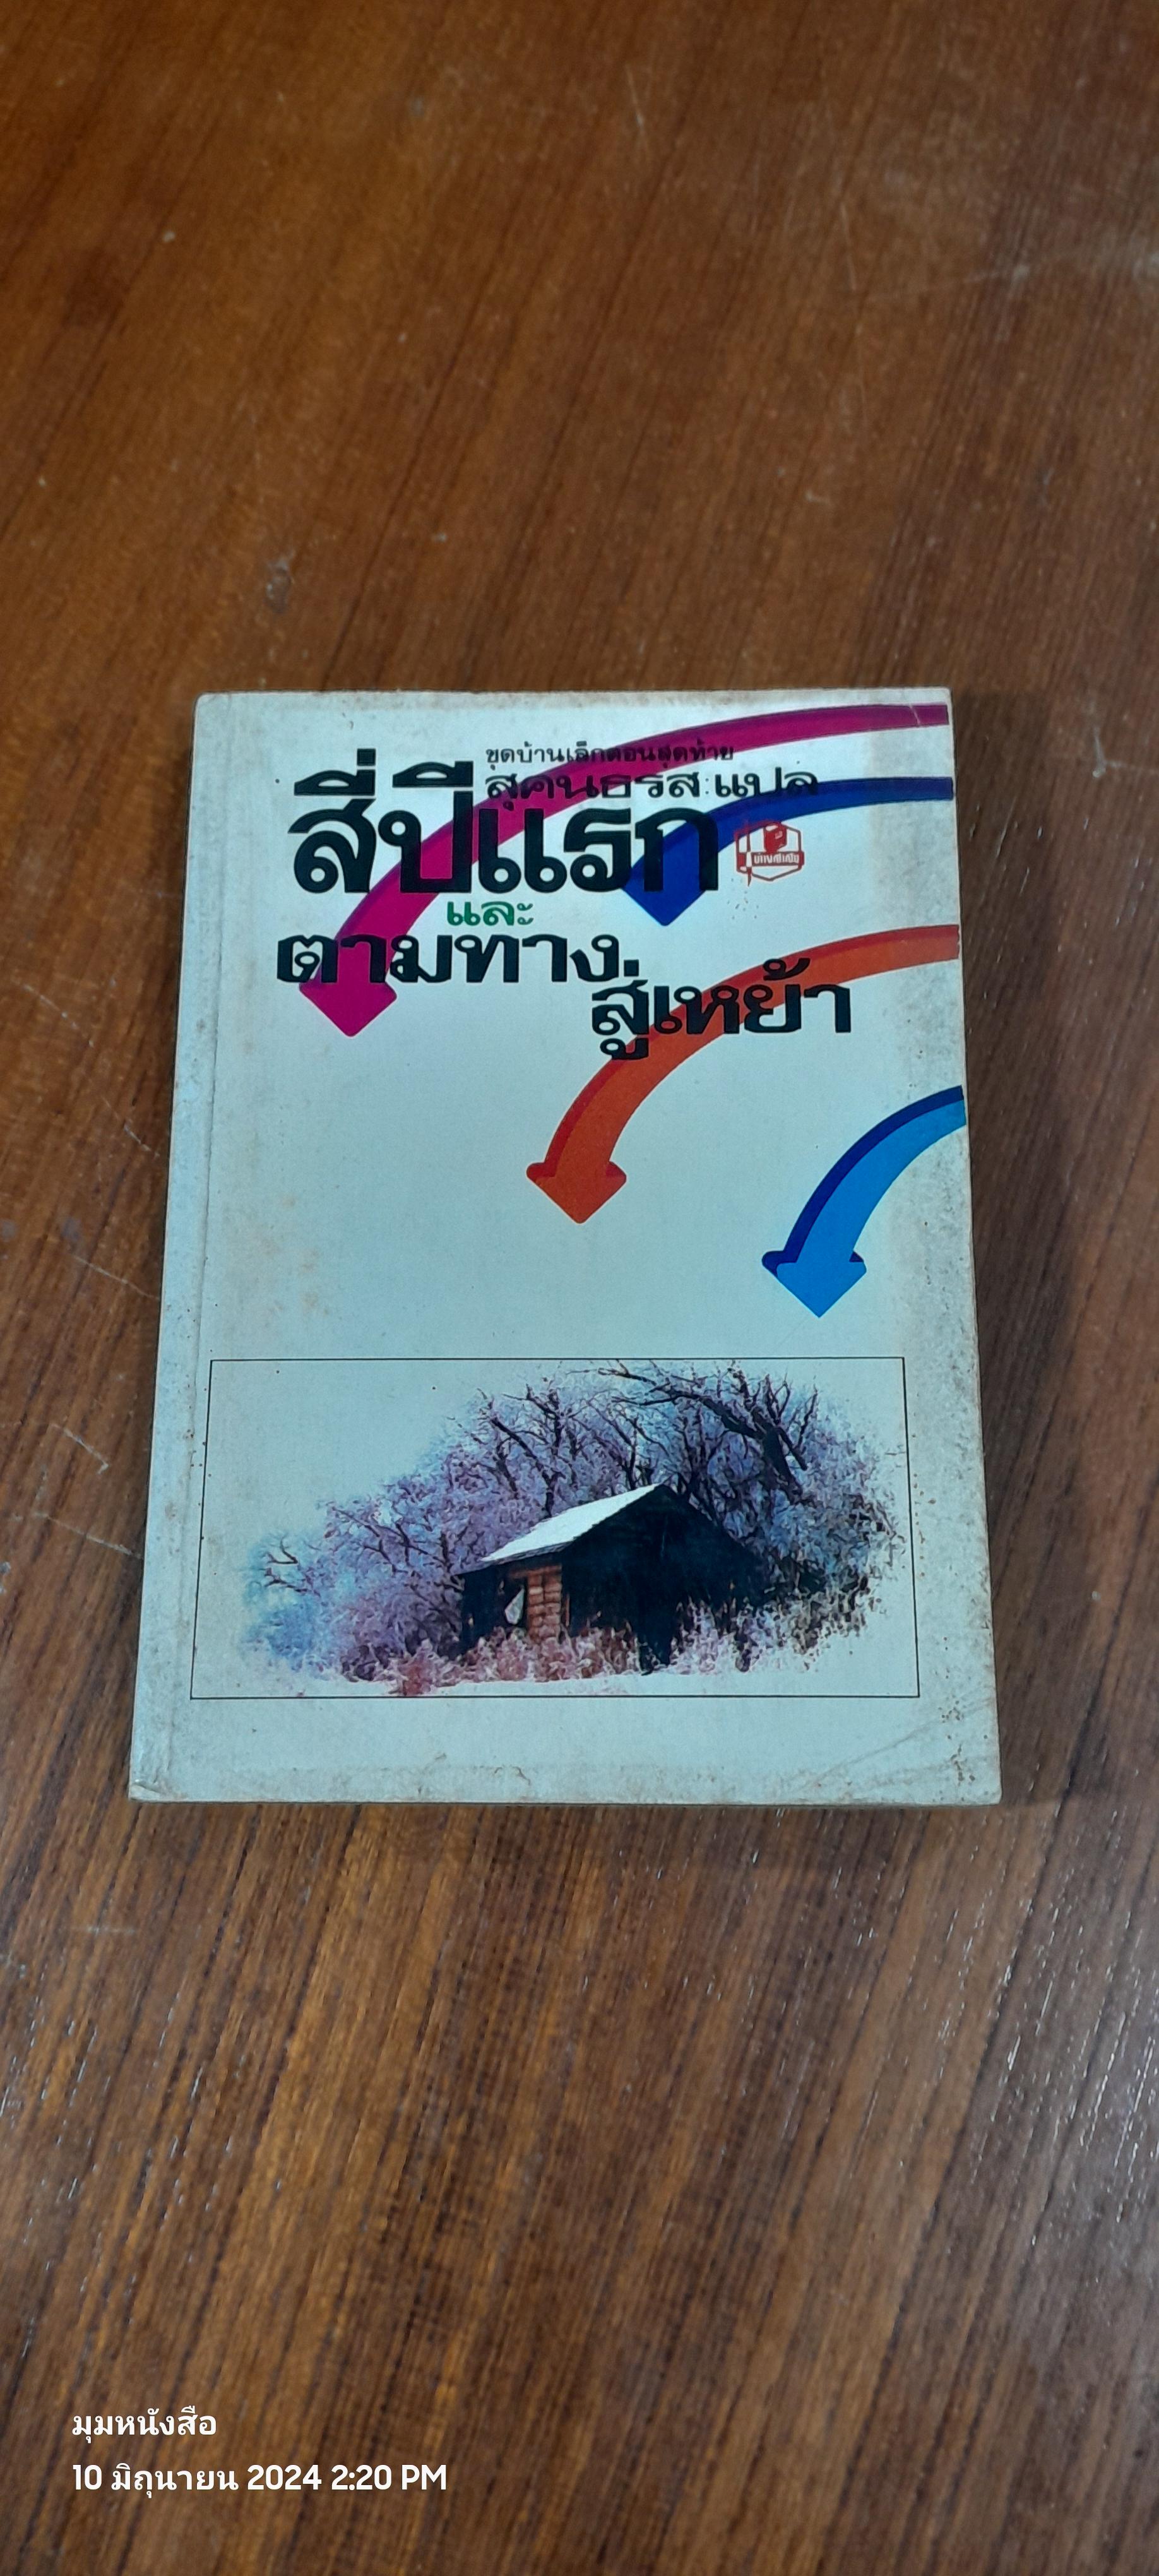 ชุดบ้านเล็กตอนสุดท้าย
สุคนธรส:แปล
สี่ปีแรก
และ
ตามทาง
สู่เหย้า
มุมหนังสือ
10 มิถุนายน 2024 2:20 PM